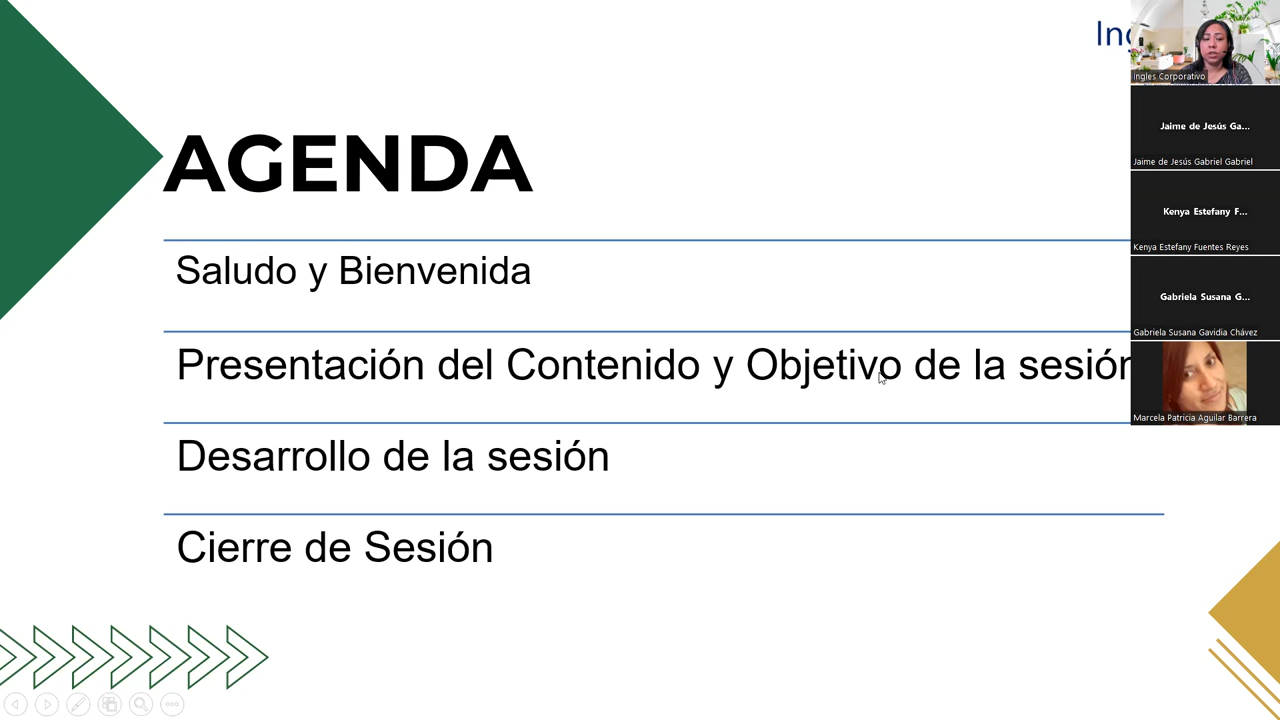 AGENDA
Saludo y Bienvenida
Presentación del Contenido y Objetivo de la sesión
Desarrollo de la sesión
Cierre de Sesión
Ingles Corporativo
Jaime de Jesús Ga...
Jaime de Jesús Gabriel Gabriel
Kenya Estefany F...
Kenya Estefany Fuentes Reyes
Gabriela Susana G...
Gabriela Susana Gavidia Chávez
Marcela Patricia Aguilar Barrera